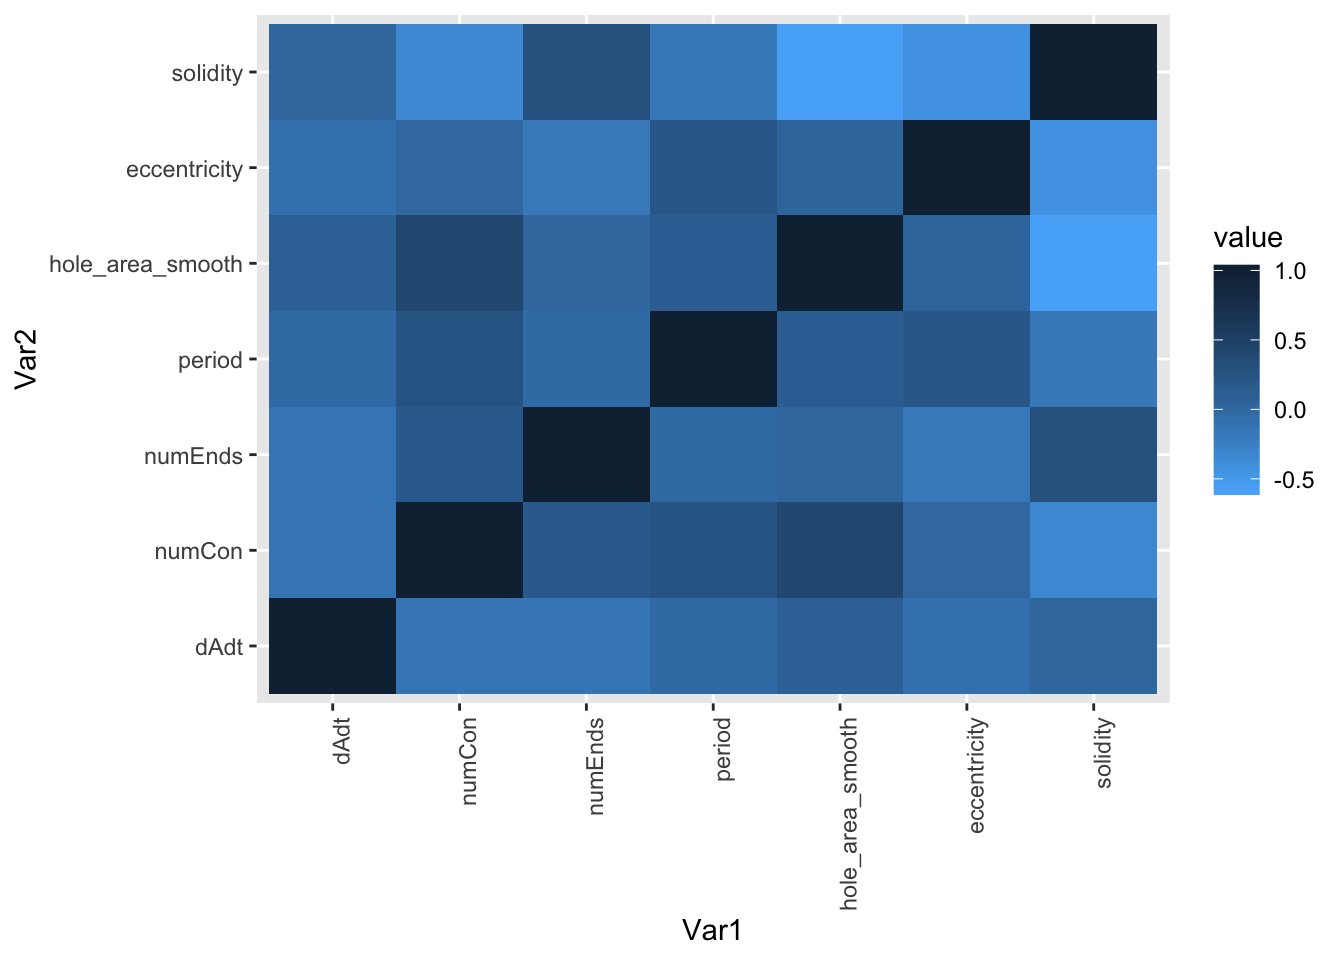 Var2
solidity
eccentricity
hole_area_smooth
period
numEnds
numCon
dAdt
dAdt
numCon
numEnds
period
hole_area_smooth
eccentricity
solidity
Var1
value
1.0
0.5
0.0
-0.5